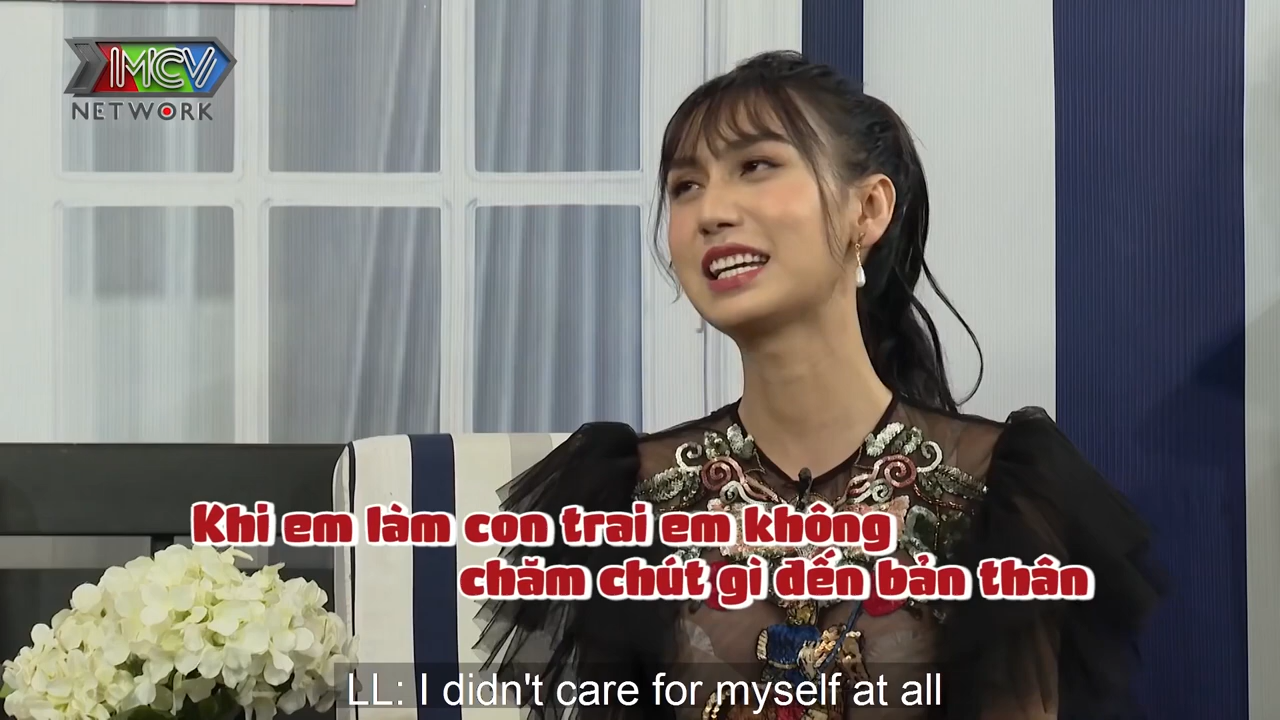 MCV
NETWORK
Khi em làm con trai em không
chăm chút gì đến bản thân
LL: I didn't care for myself at all